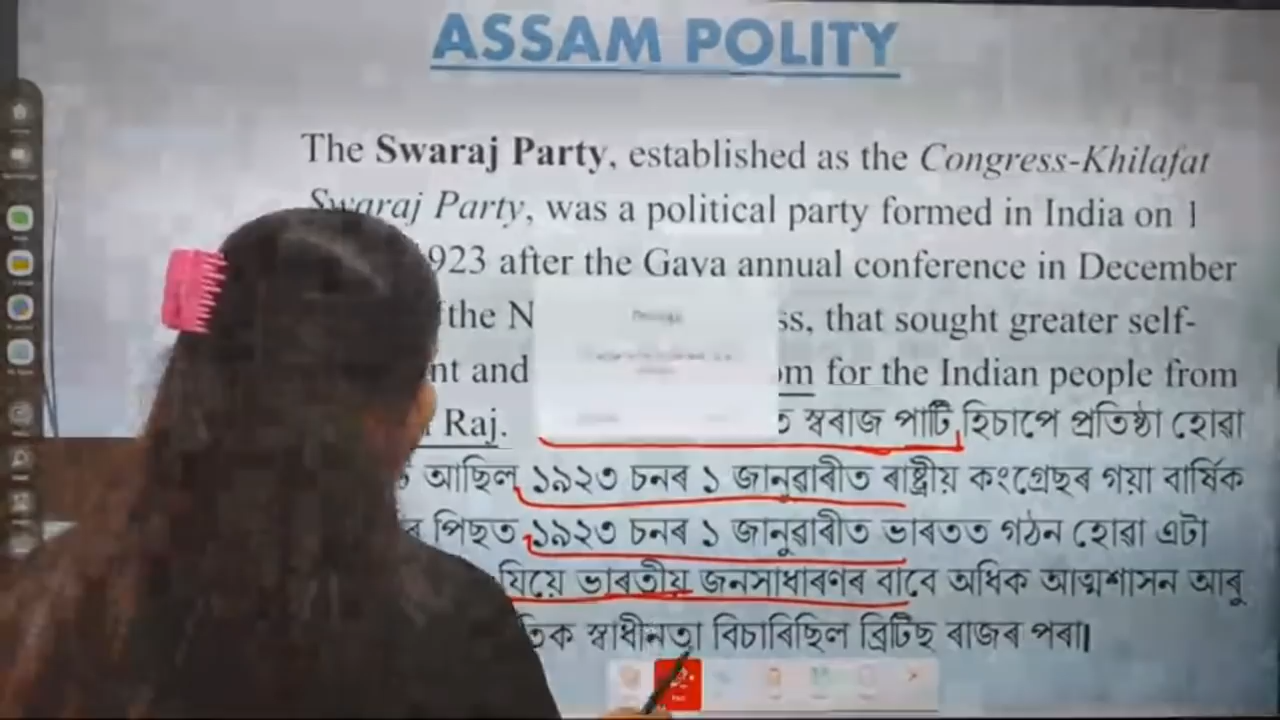 ASSAM POLITY
The Swaraj Party, established as the Congress-Khilafat
Swaraj Party, was a political party formed in India on 1
923 after the Gaya annual conference in December
the N ss, that sought greater self-
nt and om for the Indian people from
Raj. স্বৰাজ পাৰ্টি হিচাপে প্ৰতিষ্ঠা হোৱা
আছিল ১৯২৩ চনৰ ১ জানুৱাৰীত ৰাষ্ট্ৰীয় কংগ্ৰেছৰ গয়া বাৰ্ষিক
ৰ পিছত ১৯২৩ চনৰ ১ জানুৱাৰীত ভাৰতত গঠন হোৱা এটা
যিয়ে ভাৰতীয় জনসাধাৰণৰ বাবে অধিক আত্মশাসন আৰু
তিক স্বাধীনতা বিচাৰিছিল ব্ৰিটিছ ৰাজৰ পৰা।